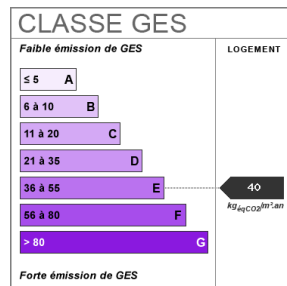 CLASSE GES
Faible émission de GES
LOGEMENT
≤ 5 A
6 à 10 B
11 à 20 C
21 à 35 D
36 à 55 E
40
kgéqCO2/m².an
56 à 80 F
> 80 G
Forte émission de GES